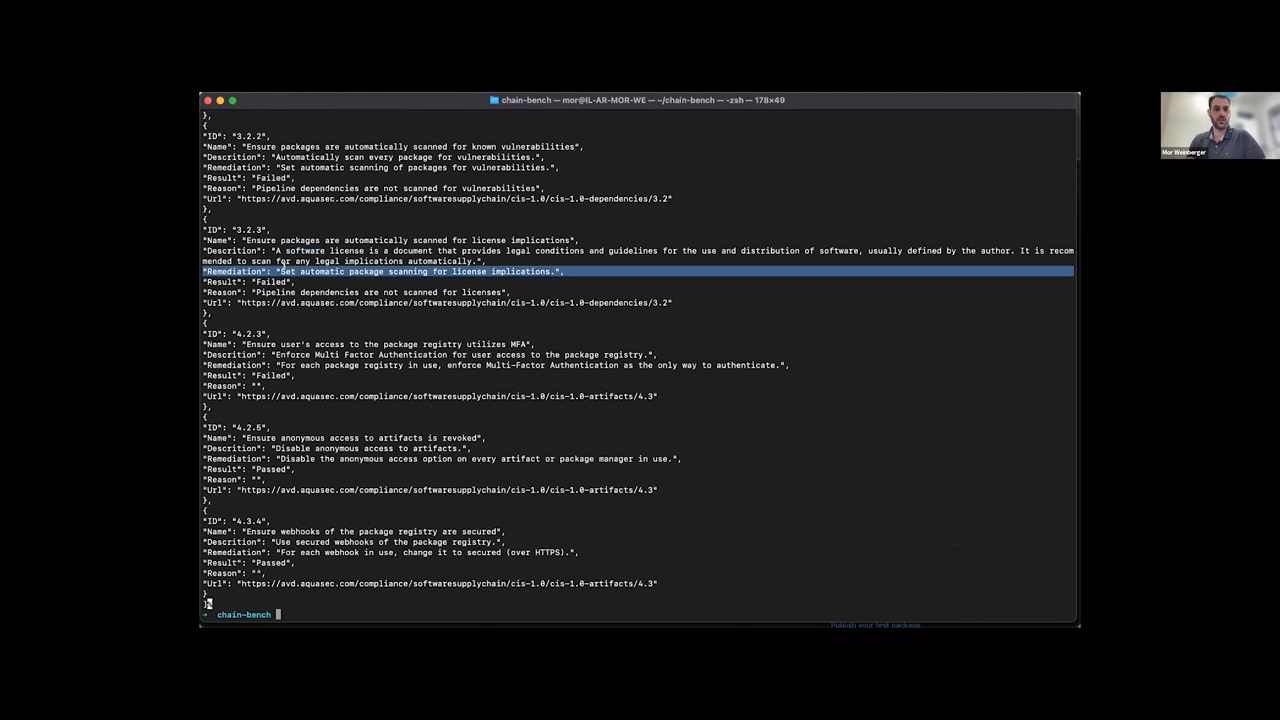 chain-bench — mor@IL-AR-MOR-WE — ~/chain-bench — -zsh — 178×49
},
{
"ID": "3.2.2",
"Name": "Ensure packages are automatically scanned for known vulnerabilities",
"Descrition": "Automatically scan every package for vulnerabilities.",
"Remediation": "Set automatic scanning of packages for vulnerabilities.",
"Result": "Failed",
"Reason": "Pipeline dependencies are not scanned for vulnerabilities",
"Url": "https://avd.aquasec.com/compliance/softwaresupplychain/cis-1.0/cis-1.0-dependencies/3.2"
},
{
"ID": "3.2.3",
"Name": "Ensure packages are automatically scanned for license implications",
"Descrition": "A software license is a document that provides legal conditions and guidelines for the use and distribution of software, usually defined by the author. It is recom
mended to scan for any legal implications automatically.",
"Remediation": "Set automatic package scanning for license implications.",
"Result": "Failed",
"Reason": "Pipeline dependencies are not scanned for licenses",
"Url": "https://avd.aquasec.com/compliance/softwaresupplychain/cis-1.0/cis-1.0-dependencies/3.2"
},
{
"ID": "4.2.3",
"Name": "Ensure user's access to the package registry utilizes MFA",
"Descrition": "Enforce Multi Factor Authentication for user access to the package registry.",
"Remediation": "For each package registry in use, enforce Multi-Factor Authentication as the only way to authenticate.",
"Result": "Failed",
"Reason": "",
"Url": "https://avd.aquasec.com/compliance/softwaresupplychain/cis-1.0/cis-1.0-artifacts/4.3"
},
{
"ID": "4.2.5",
"Name": "Ensure anonymous access to artifacts is revoked",
"Descrition": "Disable anonymous access to artifacts.",
"Remediation": "Disable the anonymous access option on every artifact or package manager in use.",
"Result": "Passed",
"Reason": "",
"Url": "https://avd.aquasec.com/compliance/softwaresupplychain/cis-1.0/cis-1.0-artifacts/4.3"
},
{
"ID": "4.3.4",
"Name": "Ensure webhooks of the package registry are secured",
"Descrition": "Use secured webhooks of the package registry.",
"Remediation": "For each webhook in use, change it to secured (over HTTPS).",
"Result": "Passed",
"Reason": "",
"Url": "https://avd.aquasec.com/compliance/softwaresupplychain/cis-1.0/cis-1.0-artifacts/4.3"
}
]%
→ chain-bench
Publish your first package.
Mor Weinberger